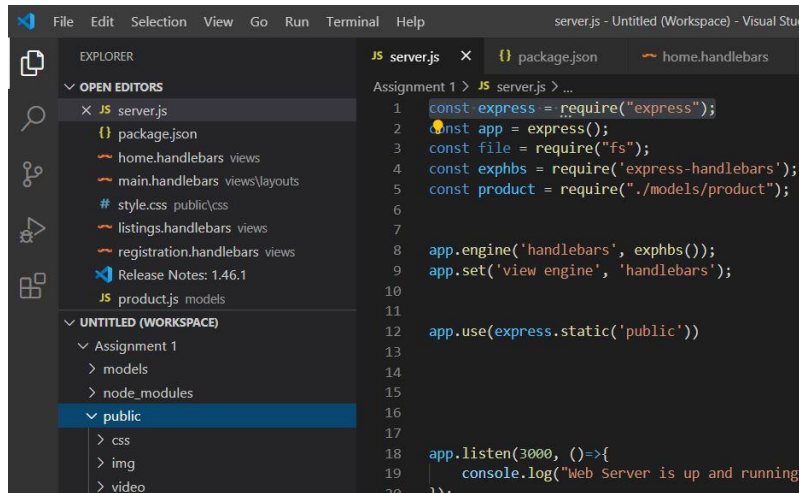 File Edit Selection View Go Run Terminal Help server.js - Untitled (Workspace) - Visual Stu
EXPLORER
OPEN EDITORS
JS server.js
{} package.json
home.handlebars views
main.handlebars views\layouts
# style.css public\css
listings.handlebars views
registration.handlebars views
Release Notes: 1.46.1
JS product.js models
UNTITLED (WORKSPACE)
Assignment 1
models
node_modules
public
css
img
video
JS server.js {} package.json home.handlebars
Assignment 1 > JS server.js > ...
1 const express = require("express");
2 const app = express();
3 const file = require("fs");
4 const exphbs = require('express-handlebars');
5 const product = require("./models/product");
6
7
8 app.engine('handlebars', exphbs());
9 app.set('view engine', 'handlebars');
10
11
12 app.use(express.static('public'))
13
14
15
16
17
18 app.listen(3000, ()=>{
19 console.log("Web Server is up and running
20 });